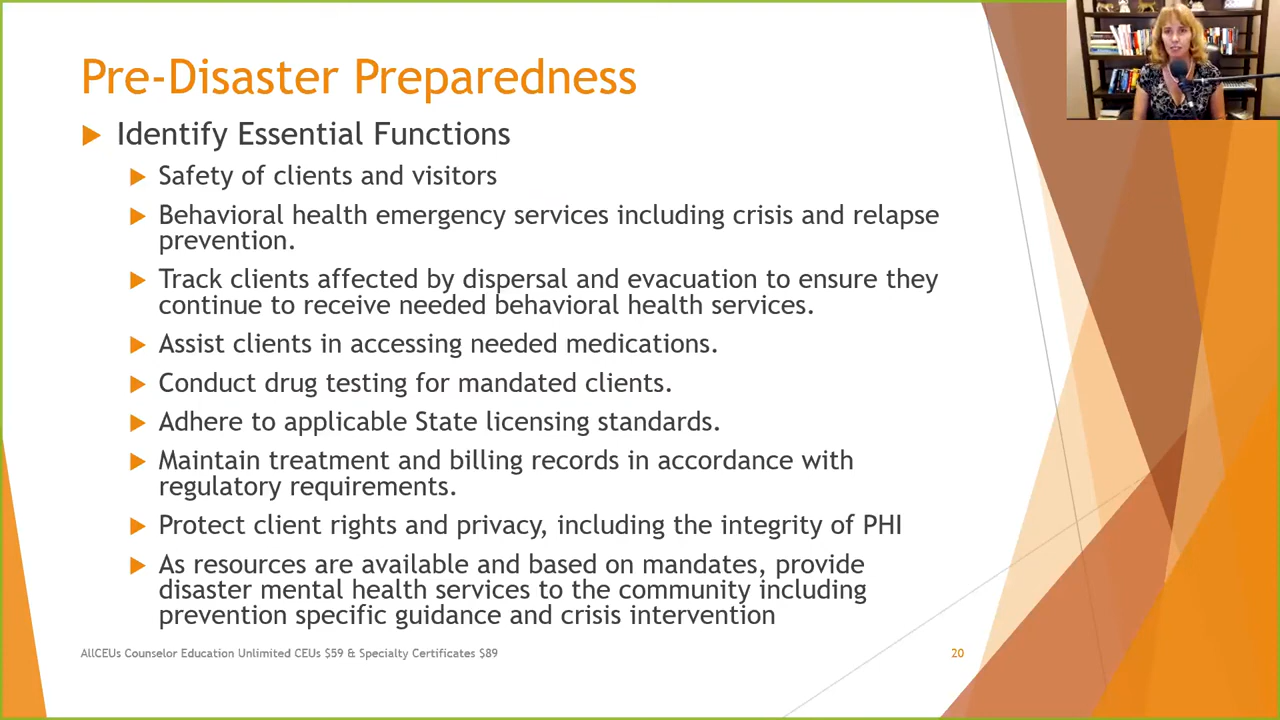 Pre-Disaster Preparedness
Identify Essential Functions
Safety of clients and visitors
Behavioral health emergency services including crisis and relapse
prevention.
Track clients affected by dispersal and evacuation to ensure they
continue to receive needed behavioral health services.
Assist clients in accessing needed medications.
Conduct drug testing for mandated clients.
Adhere to applicable State licensing standards.
Maintain treatment and billing records in accordance with
regulatory requirements.
Protect client rights and privacy, including the integrity of PHI
As resources are available and based on mandates, provide
disaster mental health services to the community including
prevention specific guidance and crisis intervention
AllCEUs Counselor Education Unlimited CEUs $59 & Specialty Certificates $89
20